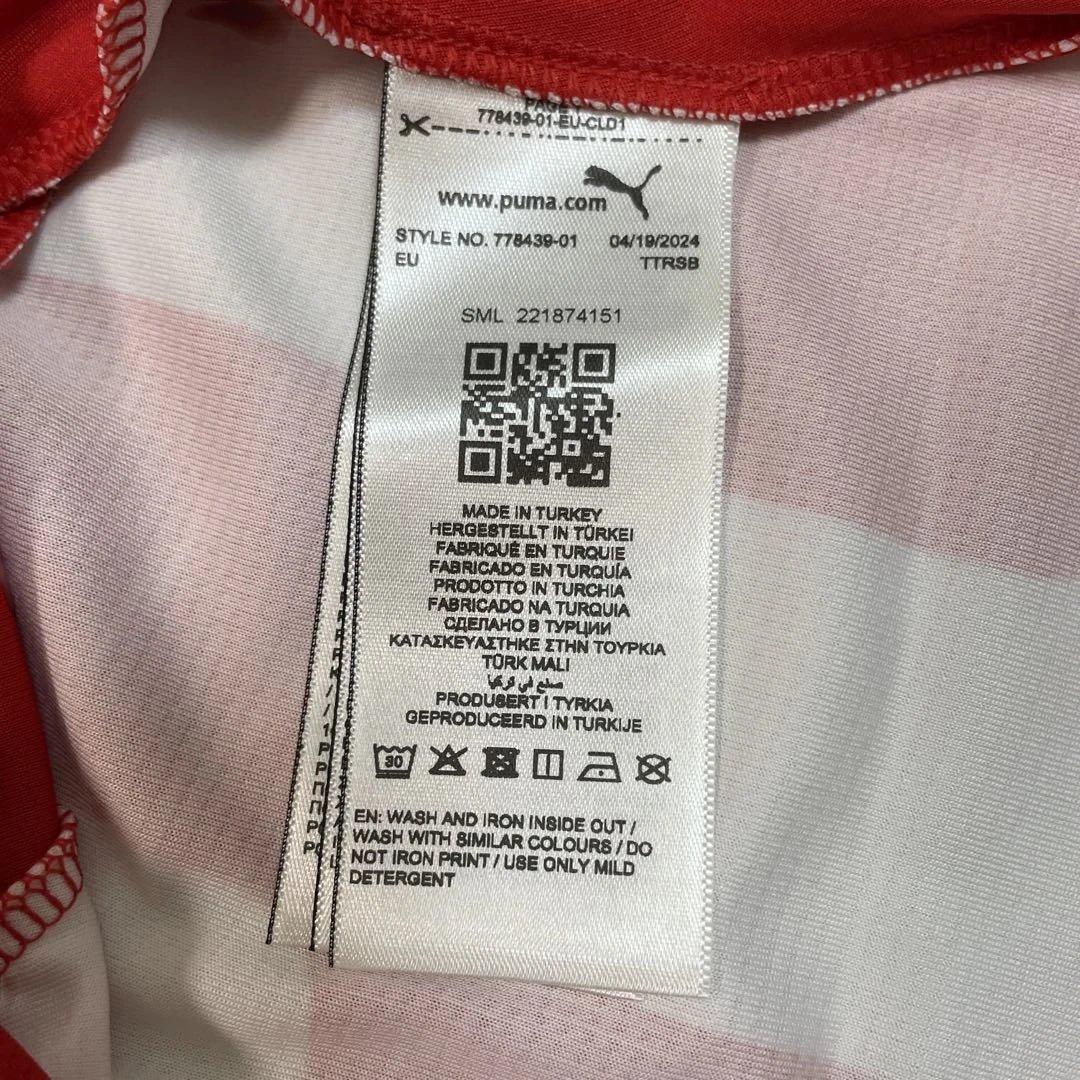 778439-01-EU-CLD1
www.puma.com
STYLE NO. 778439-01 04/19/2024
EU TTRSB
SML 221874151
MADE IN TURKEY
HERGESTELLT IN TÜRKEI
FABRIQUÉ EN TURQUIE
FABRICADO EN TURQUÍA
PRODOTTO IN TURCHIA
FABRICADO NA TURQUIA
СДЕЛАНО В ТУРЦИИ
ΚΑΤΑΣΚΕΥΑΣΤΗΚΕ ΣΤΗΝ ΤΟΥΡΚΙΑ
TÜRK MALI
صنع في تركيا
PRODUSERT I TYRKIA
GEPRODUCEERD IN TURKIJE
30
EN: WASH AND IRON INSIDE OUT /
WASH WITH SIMILAR COLOURS / DO
NOT IRON PRINT / USE ONLY MILD
DETERGENT